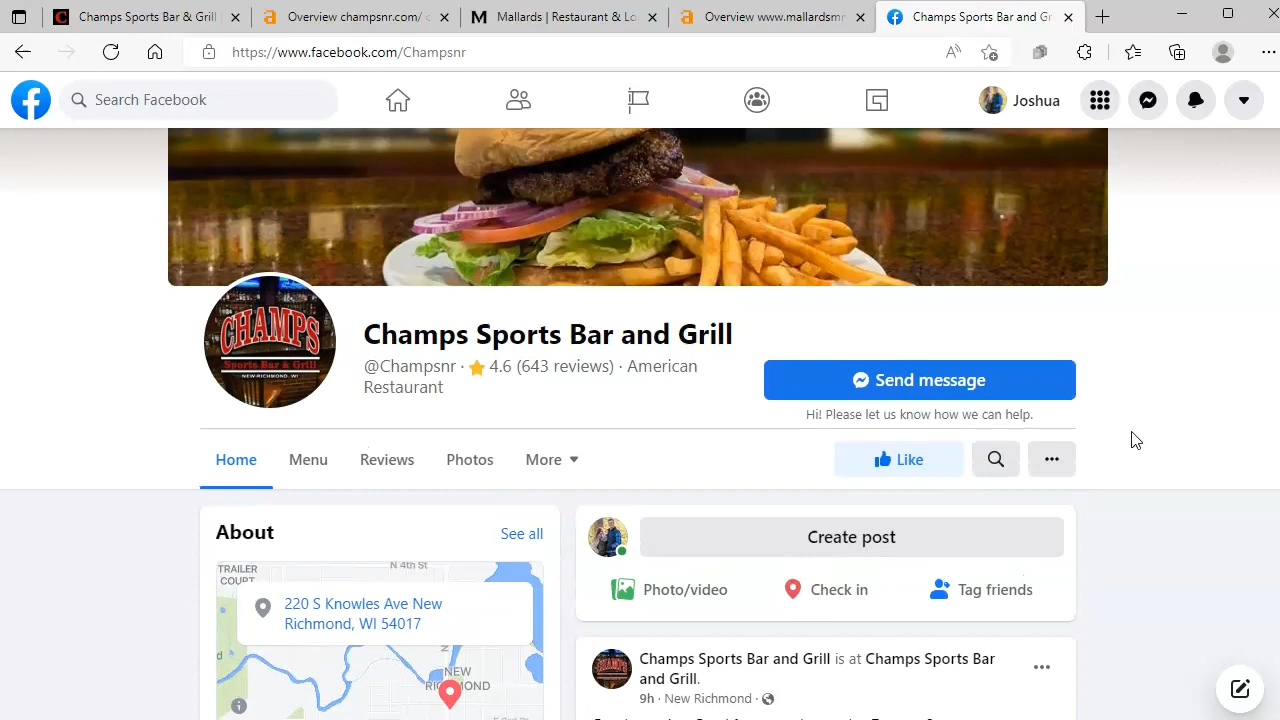 Champs Sports Bar and Grill |
Overview champsnr.com/
Mallards | Restaurant & Lo
Overview www.mallardsmr
Champs Sports Bar and Gr
https://www.facebook.com/Champsnr
Search Facebook
Joshua
CHAMPS
Sports Bar & Grill
NEW RICHMOND, WI
Champs Sports Bar and Grill
@Champsnr · 4.6 (643 reviews) · American
Restaurant
Send message
Hi! Please let us know how we can help.
Home
Menu
Reviews
Photos
More
Like
About
See all
TRAILER
COURT
N 4th St
220 S Knowles Ave New
Richmond, WI 54017
NEW
RICHMOND
Create post
Photo/video
Check in
Tag friends
Champs Sports Bar and Grill is at Champs Sports Bar
and Grill.
9h · New Richmond ·